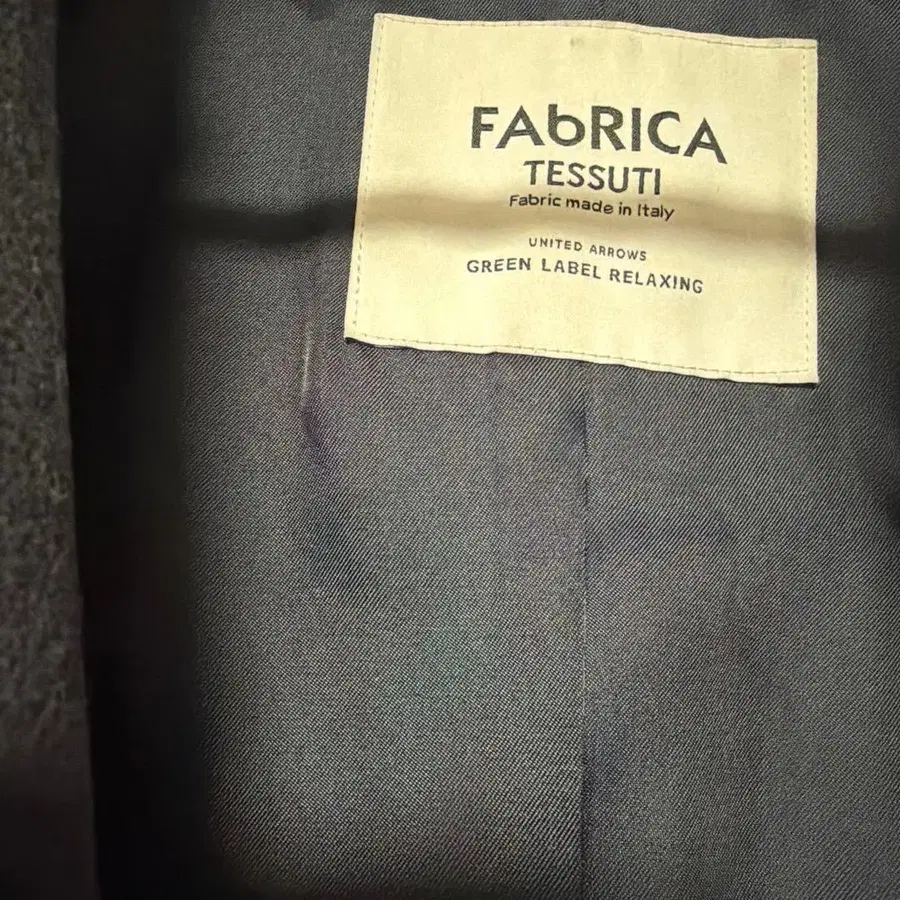 FAbRICA
TESSUTI
Fabric made in Italy
UNITED ARROWS
GREEN LABEL RELAXING